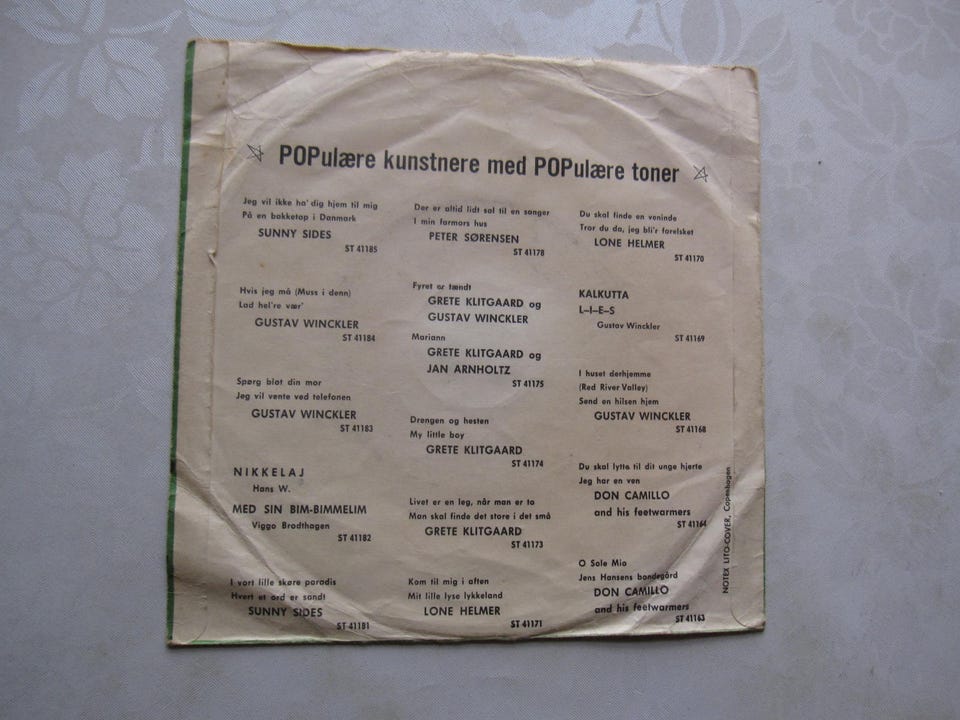 POPulære kunstnere med POPulære toner
Jeg vil ikke ha' dig hjem til mig
På en bakketop i Danmark
SUNNY SIDES
ST 41185
Hvis jeg må (Muss i denn)
Lad hel're vær'
GUSTAV WINCKLER
ST 41184
Spørg blot din mor
Jeg vil vente ved telefonen
GUSTAV WINCKLER
ST 41183
NIKKELAJ
Hans W.
MED SIN BIM-BIMMELIM
Viggo Brodthagen
ST 41182
I vort lille skøre paradis
Hvert et ord er sandt
SUNNY SIDES
ST 41181
Der er altid lidt sol til en sanger
I min farmors hus
PETER SØRENSEN
ST 41178
Fyret er tændt
GRETE KLITGAARD og
GUSTAV WINCKLER
Mariann
GRETE KLITGAARD og
JAN ARNHOLTZ
ST 41175
Drengen og hesten
My little boy
GRETE KLITGAARD
ST 41174
Livet er en leg, når man er to
Man skal finde det store i det små
GRETE KLITGAARD
ST 41173
Kom til mig i aften
Mit lille lyse lykkeland
LONE HELMER
ST 41171
Du skal finde en veninde
Tror du da, jeg bli'r forelsket
LONE HELMER
ST 41170
KALKUTTA
L-I-E-S
Gustav Winckler
ST 41169
I huset derhjemme
(Red River Valley)
Send en hilsen hjem
GUSTAV WINCKLER
ST 41168
Du skal lytte til dit unge hjerte
Jeg har en ven
DON CAMILLO
and his feetwarmers
ST 41164
O Sole Mio
Jens Hansens bondegård
DON CAMILLO
and his feetwarmers
ST 41163
NOTEX LITO-COVER, Copenhagen